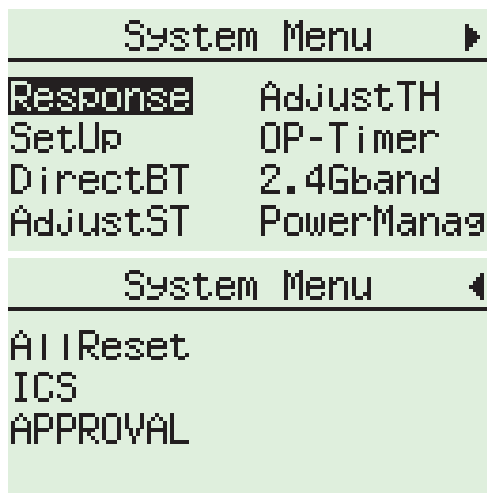 System Menu
Response AdjustTH
SetUp OP-Timer
DirectBT 2.4Gband
AdjustST PowerManag
System Menu
AllReset
ICS
APPROVAL